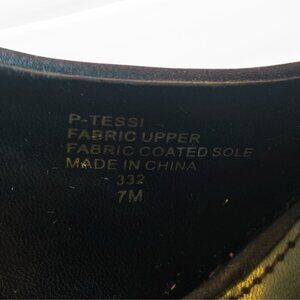 P-TESSI
FABRIC UPPER
FABRIC COATED SOLE
MADE IN CHINA
332
7M